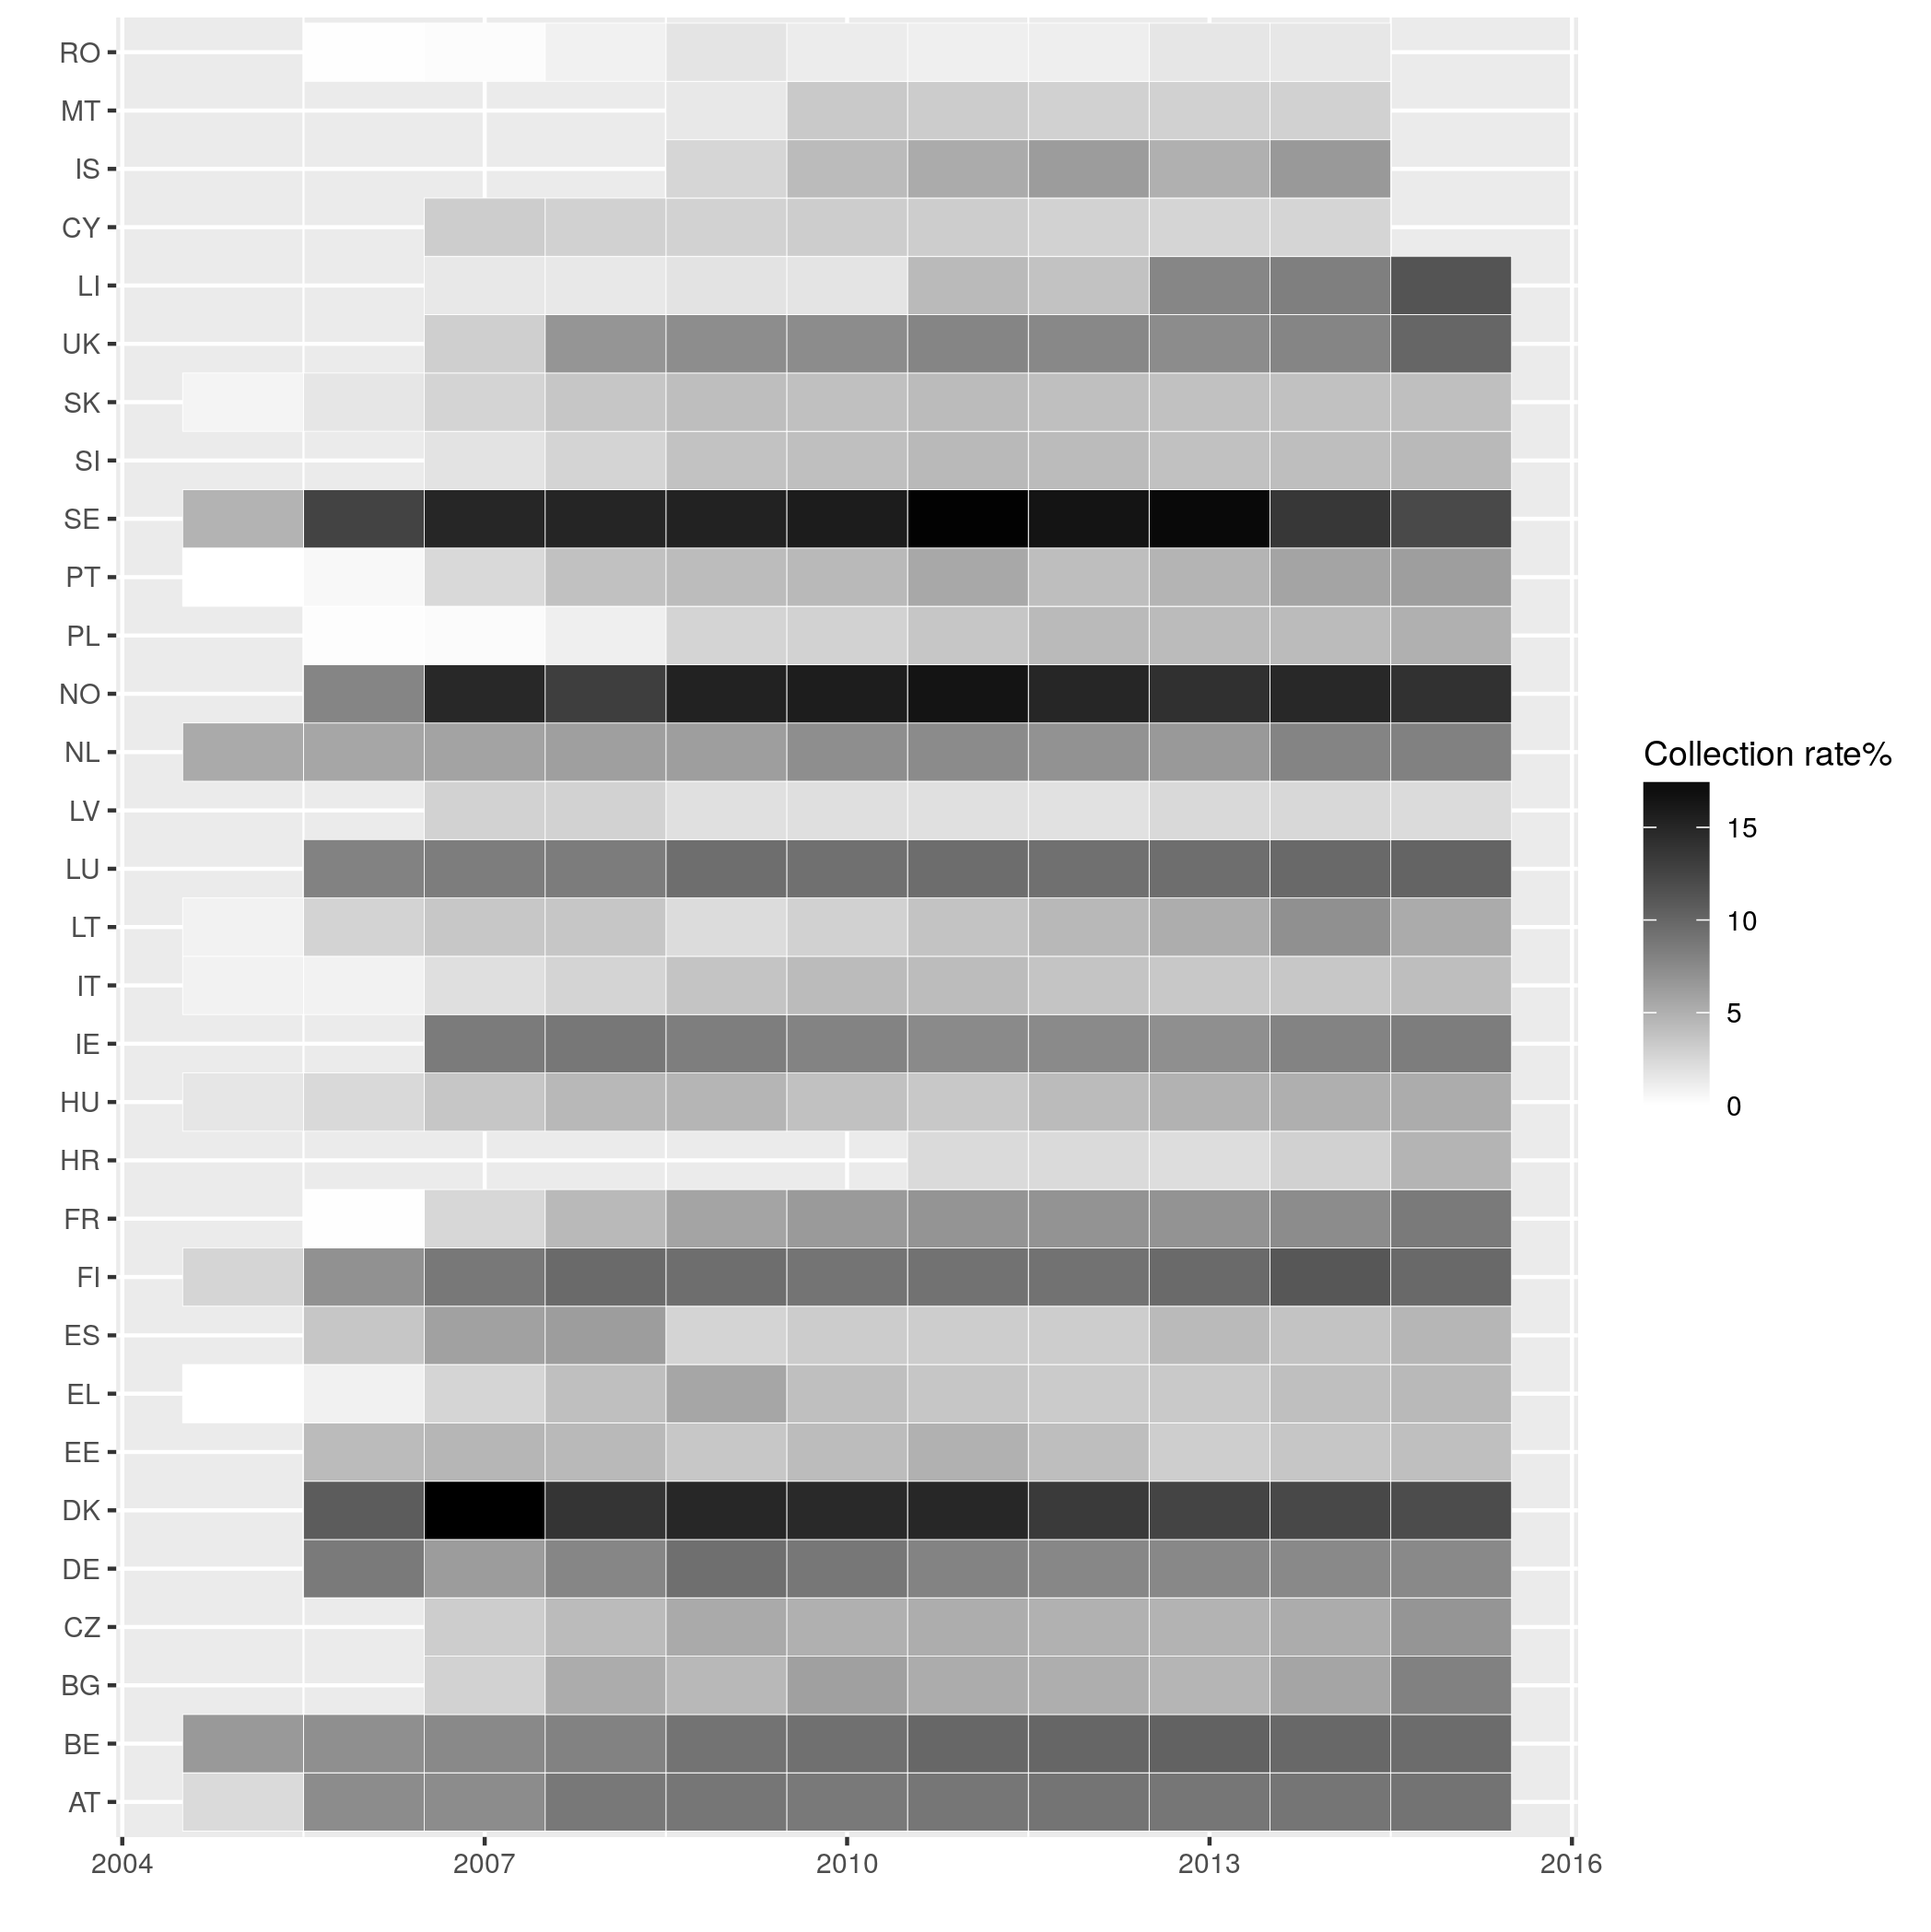 RO
MT
IS
CY
LI
UK
SK
SI
SE
PT
PL
NO
NL
LV
LU
LT
IT
IE
HU
HR
FR
FI
ES
EL
EE
DK
DE
CZ
BG
BE
AT
2004 2007 2010 2013 2016
Collection rate%
15
10
5
0